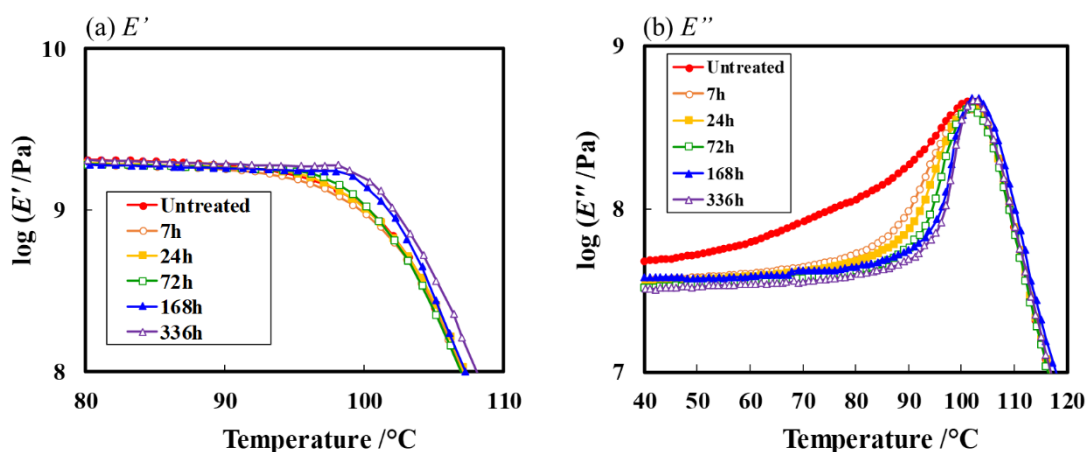 (a) E’
log (E′/Pa)
10
9
8
Untreated
7h
24h
72h
168h
336h
80 90 100 110
Temperature /°C
(b) E’’
log (E″/Pa)
9
8
7
Untreated
7h
24h
72h
168h
336h
40 50 60 70 80 90 100 110 120
Temperature /°C